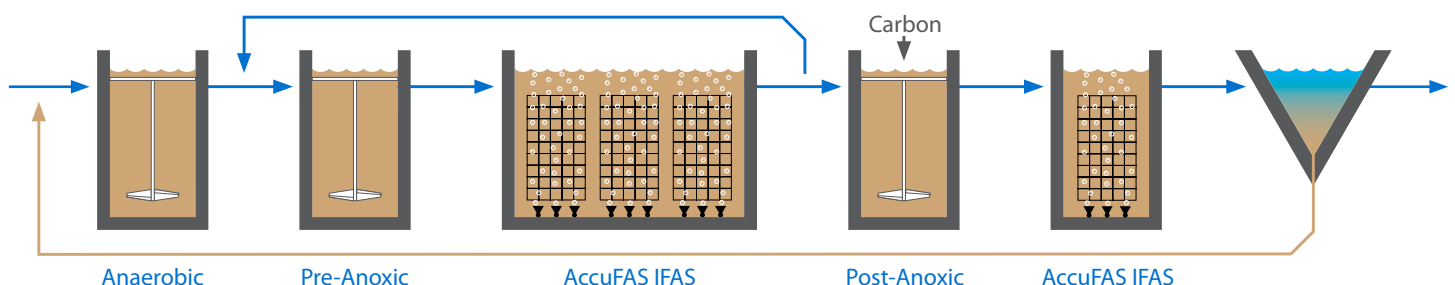 Carbon
Anaerobic
Pre-Anoxic
AccuFAS IFAS
Post-Anoxic
AccuFAS IFAS